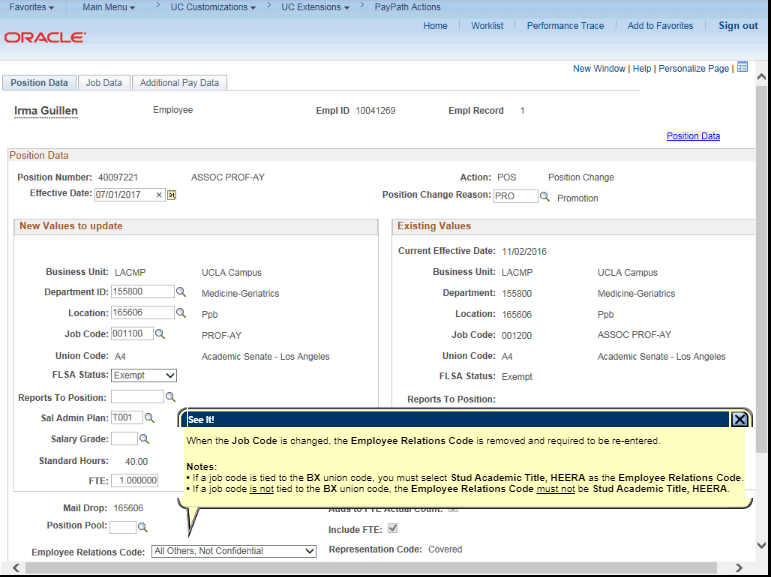 Favorites Main Menu > UC Customizations > UC Extensions > PayPath Actions
Home Worklist Performance Trace Add to Favorites Sign out
ORACLE
New Window | Help | Personalize Page |
Position Data Job Data Additional Pay Data
Irma Guillen Employee Empl ID 10041269 Empl Record 1
Position Data
Position Data
Position Number: 40097221 ASSOC PROF-AY Action: POS Position Change
Effective Date: 07/01/2017 × Position Change Reason: PRO Promotion
New Values to update Existing Values
Current Effective Date: 11/02/2016
Business Unit: LACMP UCLA Campus Business Unit: LACMP UCLA Campus
Department ID: 155800 Medicine-Geriatrics Department: 155800 Medicine-Geriatrics
Location: 165606 Ppb Location: 165606 Ppb
Job Code: 001100 PROF-AY Job Code: 001200 ASSOC PROF-AY
Union Code: A4 Academic Senate - Los Angeles Union Code: A4 Academic Senate - Los Angeles
FLSA Status: Exempt FLSA Status: Exempt
Reports To Position: Reports To Position:
Sal Admin Plan: T001
Salary Grade:
Standard Hours: 40.00
FTE: 1.000000
See It!
When the Job Code is changed, the Employee Relations Code is removed and required to be re-entered.
Notes:
• If a job code is tied to the BX union code, you must select Stud Academic Title, HEERA as the Employee Relations Code.
• If a job code is not tied to the BX union code, the Employee Relations Code must not be Stud Academic Title, HEERA.
Mail Drop: 165606 Adds to FTE Actual Count:
Position Pool: Include FTE:
Employee Relations Code: All Others, Not Confidential Representation Code: Covered